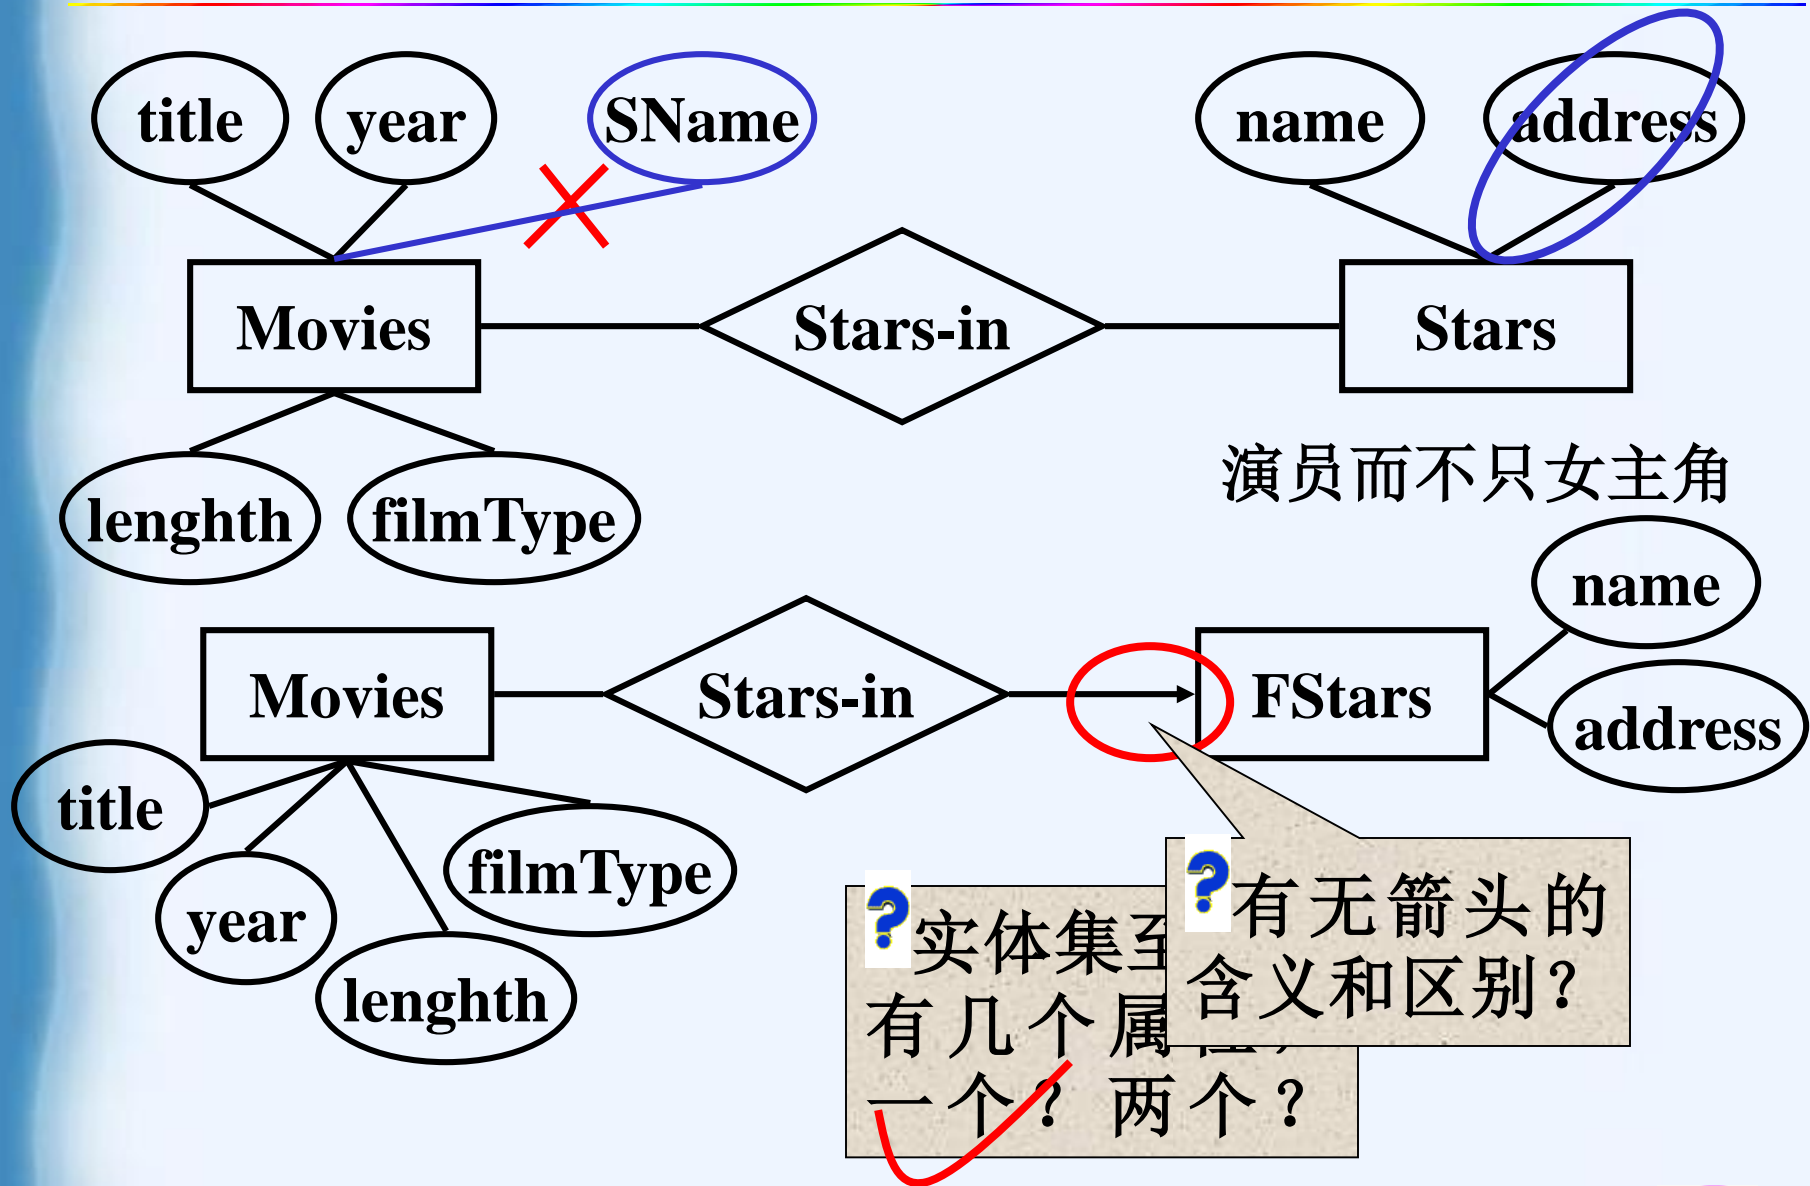 title year SName name address
Movies Stars-in Stars
lenghth filmType
演员而不只女主角
name
Movies Stars-in FStars
address
title
filmType
year
lenghth
?有无箭头的
含义和区别?
?实体集
有几个属
一个?两个?